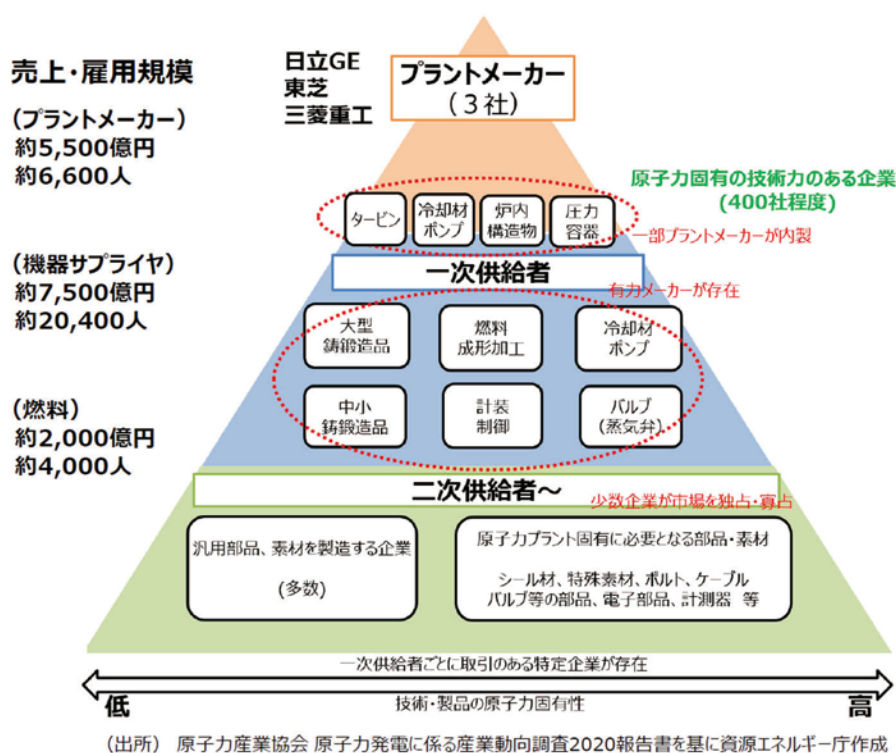 売上・雇用規模
(プラントメーカー)
約5,500億円
約6,600人
(機器サプライヤ)
約7,500億円
約20,400人
(燃料)
約2,000億円
約4,000人
日立GE
東芝
三菱重工
プラントメーカー
(3社)
原子力固有の技術力のある企業
(400社程度)
タービン
冷却材
ポンプ
炉内
構造物
圧力
容器
一部プラントメーカーが内製
一次供給者
有力メーカーが存在
大型
鋳鍛造品
燃料
成形加工
冷却材
ポンプ
中小
鋳鍛造品
計装
制御
バルブ
(蒸気弁)
二次供給者~
少数企業が市場を独占・寡占
汎用部品、素材を製造する企業
(多数)
原子力プラント固有に必要となる部品・素材
シール材、特殊素材、ボルト、ケーブル
バルブ等の部品、電子部品、計測器 等
一次供給者ごとに取引のある特定企業が存在
低
技術・製品の原子力固有性
高
(出所) 原子力産業協会 原子力発電に係る産業動向調査2020報告書を基に資源エネルギー庁作成